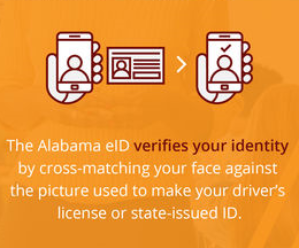 The Alabama eID verifies your identity
by cross-matching your face against
the picture used to make your driver's
license or state-issued ID.